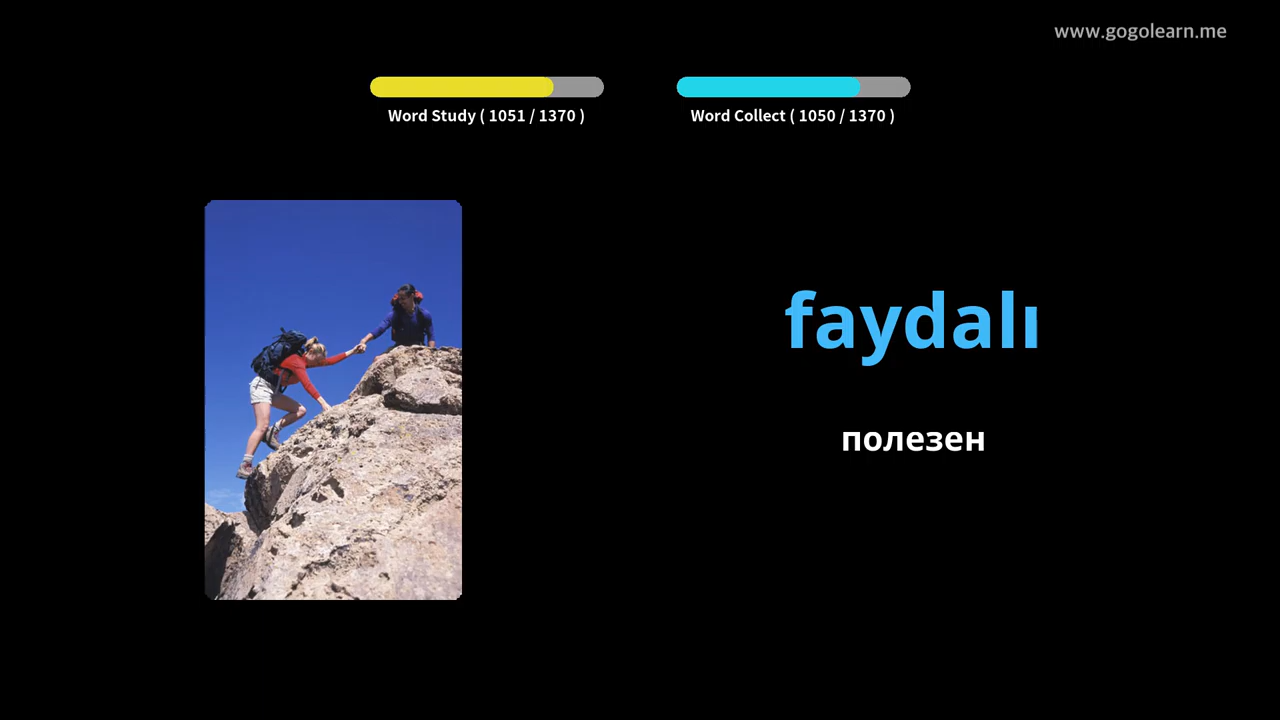 www.gogolearn.me
Word Study ( 1051 / 1370 )
Word Collect ( 1050 / 1370 )
faydalı
полезен